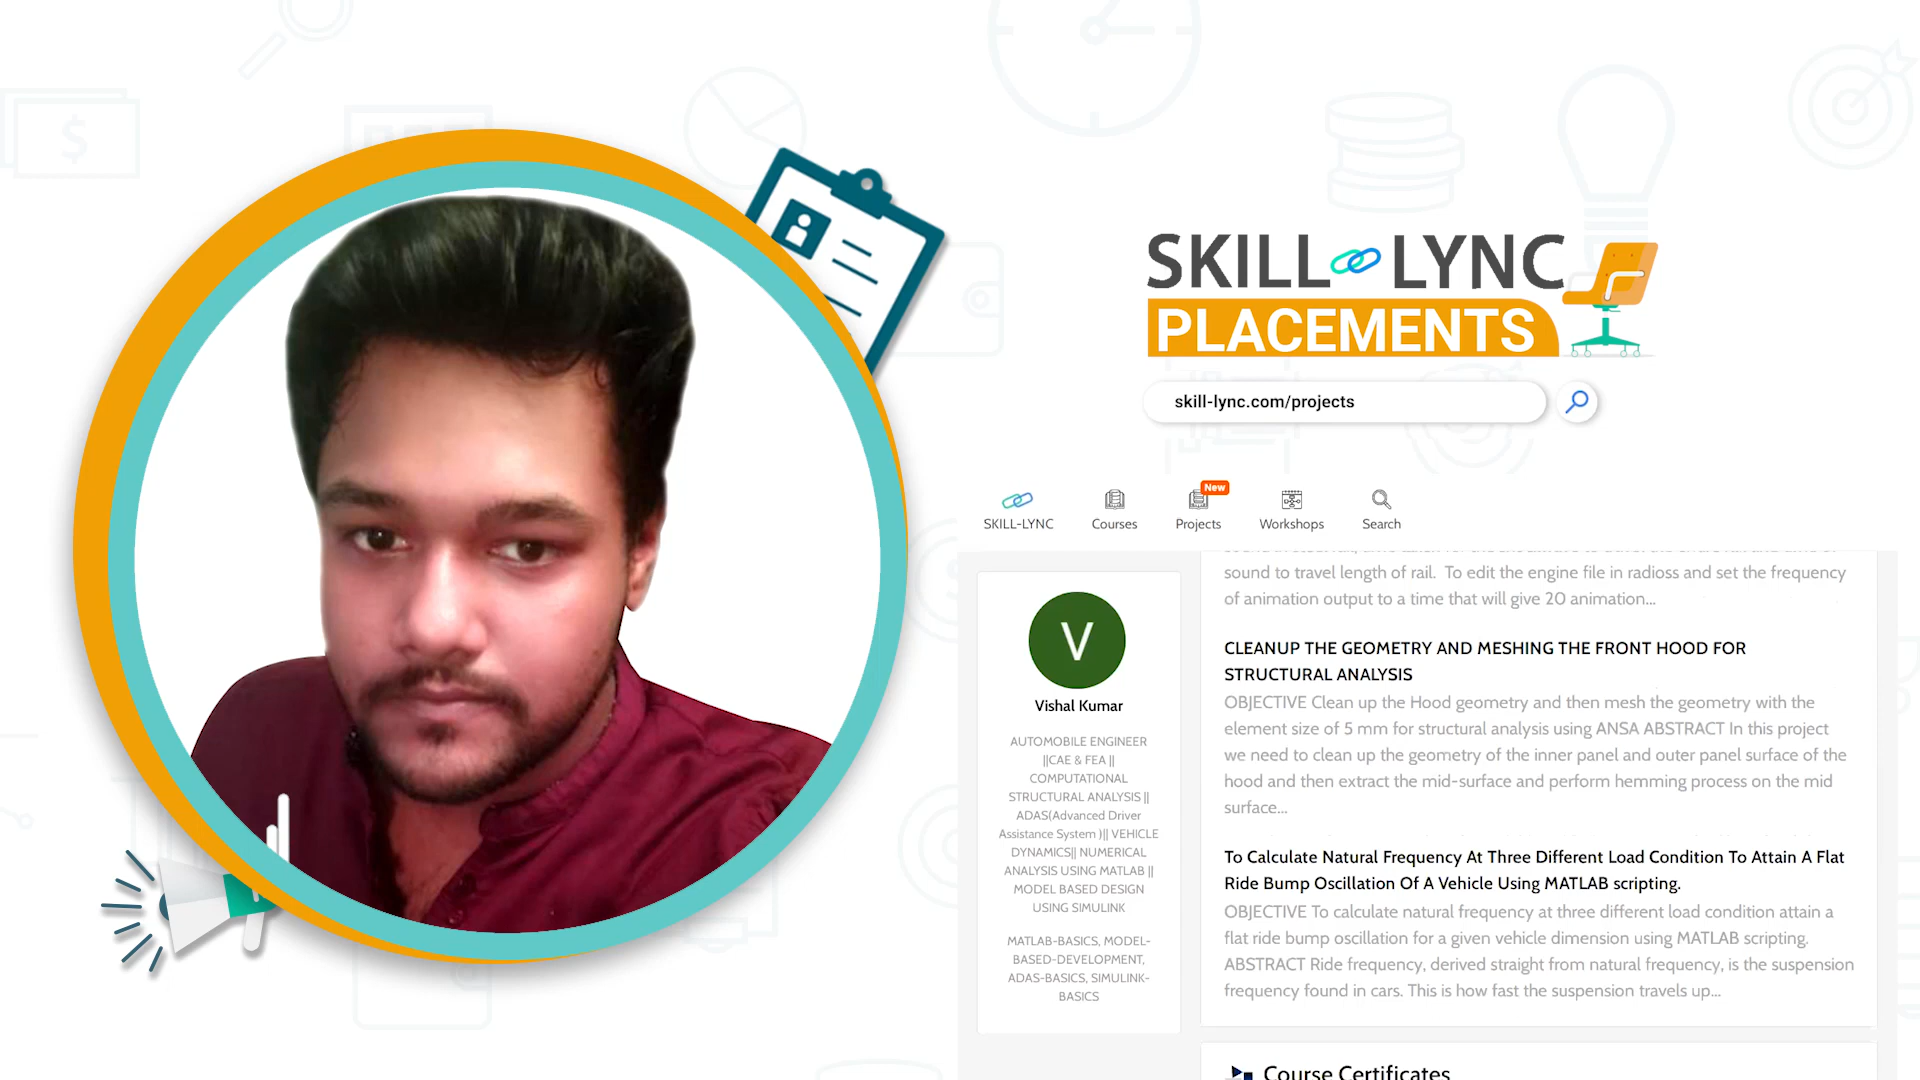 SKILL LYNC
PLACEMENTS
skill-lync.com/projects
New
SKILL-LYNC
Courses
Projects
Workshops
Search
V
Vishal Kumar
AUTOMOBILE ENGINEER
||CAE & FEA ||
COMPUTATIONAL
STRUCTURAL ANALYSIS ||
ADAS(Advanced Driver
Assistance System )|| VEHICLE
DYNAMICS|| NUMERICAL
ANALYSIS USING MATLAB ||
MODEL BASED DESIGN
USING SIMULINK
MATLAB-BASICS, MODEL-
BASED-DEVELOPMENT,
ADAS-BASICS, SIMULINK-
BASICS
sound to travel length of rail. To edit the engine file in radioss and set the frequency
of animation output to a time that will give 20 animation...
CLEANUP THE GEOMETRY AND MESHING THE FRONT HOOD FOR
STRUCTURAL ANALYSIS
OBJECTIVE Clean up the Hood geometry and then mesh the geometry with the
element size of 5 mm for structural analysis using ANSA ABSTRACT In this project
we need to clean up the geometry of the inner panel and outer panel surface of the
hood and then extract the mid-surface and perform hemming process on the mid
surface...
To Calculate Natural Frequency At Three Different Load Condition To Attain A Flat
Ride Bump Oscillation Of A Vehicle Using MATLAB scripting.
OBJECTIVE To calculate natural frequency at three different load condition attain a
flat ride bump oscillation for a given vehicle dimension using MATLAB scripting.
ABSTRACT Ride frequency, derived straight from natural frequency, is the suspension
frequency found in cars. This is how fast the suspension travels up...
Course Certificates